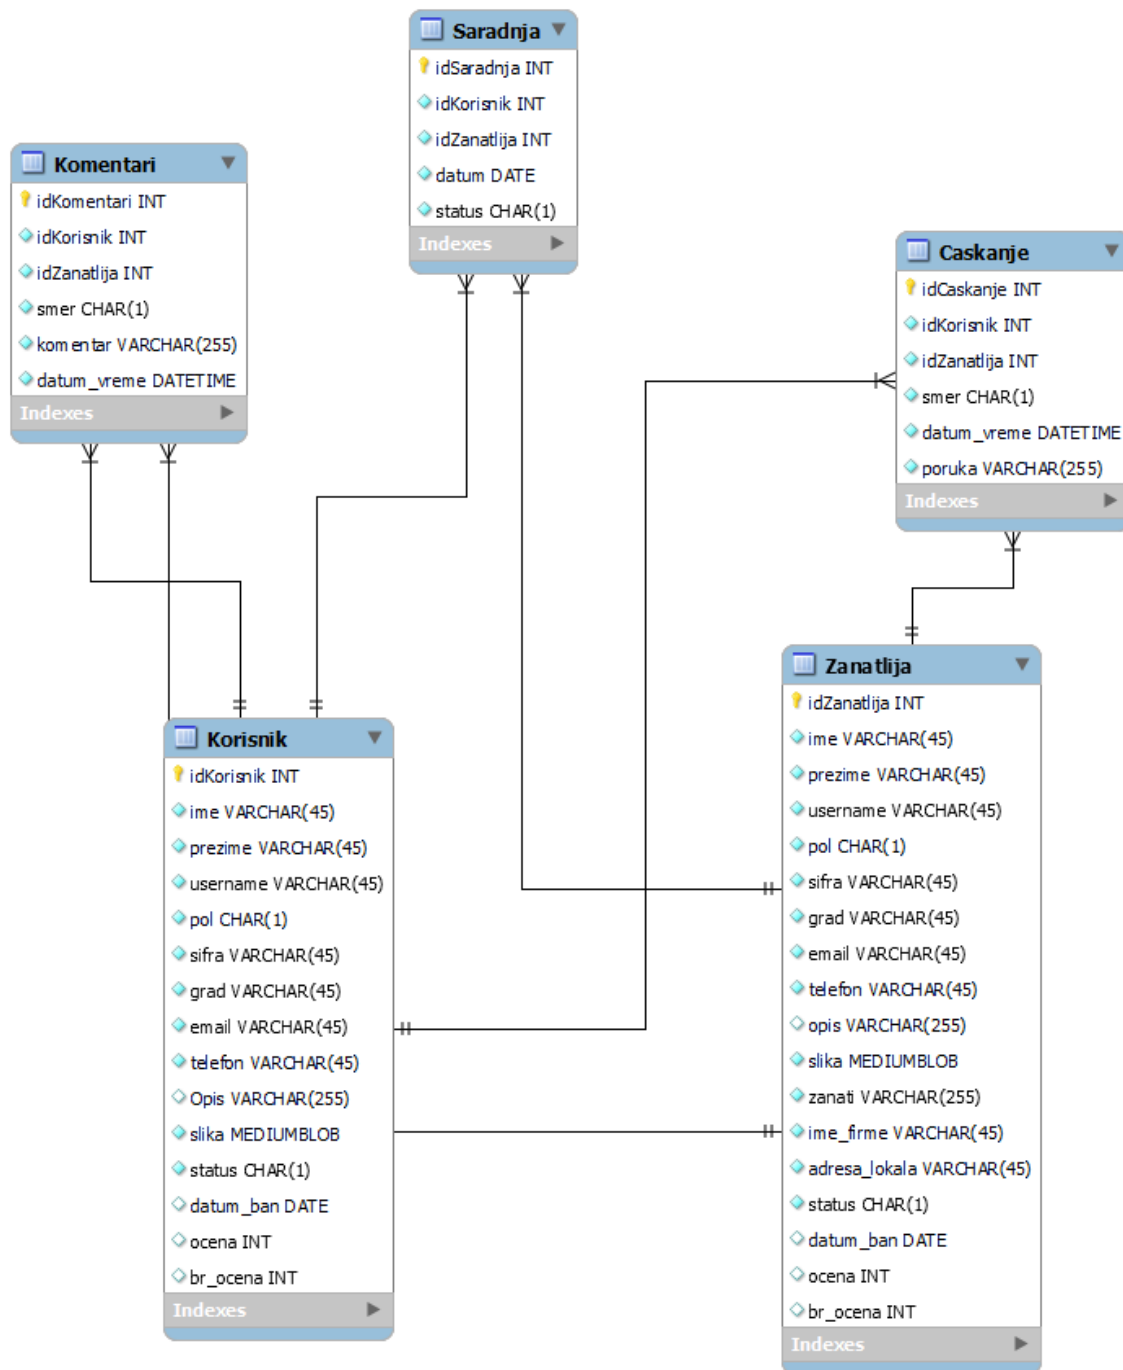 Saradnja
idSaradnja INT
idKorisnik INT
idZanatlija INT
datum DATE
status CHAR(1)
Indexes
Komentari
idKomentari INT
idKorisnik INT
idZanatlija INT
smer CHAR(1)
komentar VARCHAR(255)
datum_vreme DATETIME
Indexes
Caskanje
idCaskanje INT
idKorisnik INT
idZanatlija INT
smer CHAR(1)
datum_vreme DATETIME
poruka VARCHAR(255)
Indexes
Korisnik
idKorisnik INT
ime VARCHAR(45)
prezime VARCHAR(45)
username VARCHAR(45)
pol CHAR(1)
sifra VARCHAR(45)
grad VARCHAR(45)
email VARCHAR(45)
telefon VARCHAR(45)
Opis VARCHAR(255)
slika MEDIUMBLOB
status CHAR(1)
datum_ban DATE
ocena INT
br_ocena INT
Indexes
Zanatlija
idZanatlija INT
ime VARCHAR(45)
prezime VARCHAR(45)
username VARCHAR(45)
pol CHAR(1)
sifra VARCHAR(45)
grad VARCHAR(45)
email VARCHAR(45)
telefon VARCHAR(45)
opis VARCHAR(255)
slika MEDIUMBLOB
zanati VARCHAR(255)
ime_firme VARCHAR(45)
adresa_lokala VARCHAR(45)
status CHAR(1)
datum_ban DATE
ocena INT
br_ocena INT
Indexes